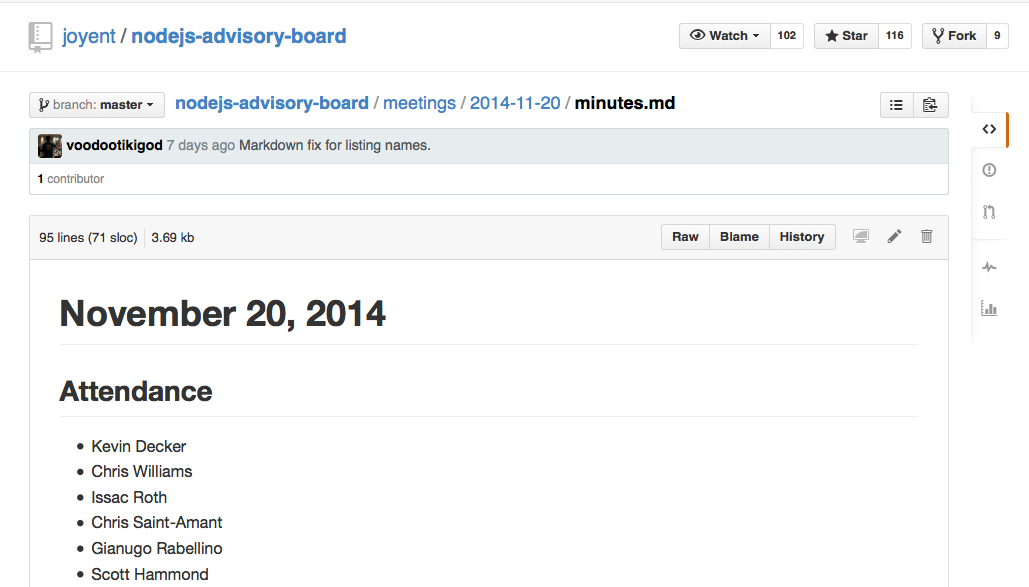 joyent / nodejs-advisory-board
Watch 102 Star 116 Fork 9
branch: master nodejs-advisory-board / meetings / 2014-11-20 / minutes.md
voodootikigod 7 days ago Markdown fix for listing names.
1 contributor
95 lines (71 sloc) 3.69 kb Raw Blame History
November 20, 2014
Attendance
Kevin Decker
Chris Williams
Issac Roth
Chris Saint-Amant
Gianugo Rabellino
Scott Hammond